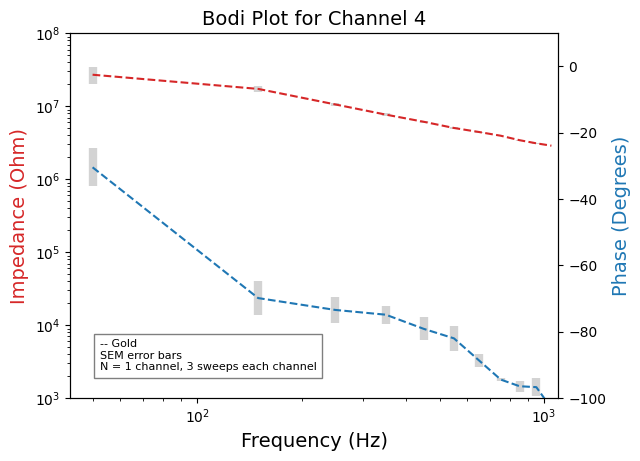 Bodi Plot for Channel 4
Impedance (Ohm)
10^8
10^7
10^6
10^5
10^4
10^3
-- Gold
SEM error bars
N = 1 channel, 3 sweeps each channel
10^2
10^3
Frequency (Hz)
0
−20
−40
−60
−80
−100
Phase (Degrees)